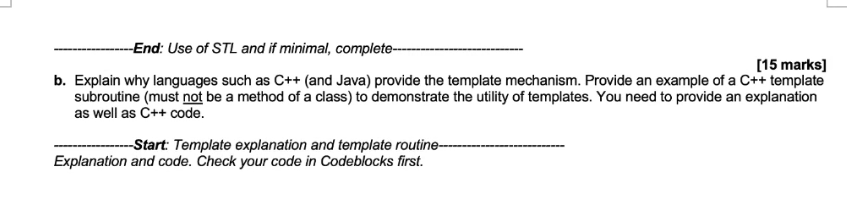 -----------------End: Use of STL and if minimal, complete----------------------------
[15 marks]
b. Explain why languages such as C++ (and Java) provide the template mechanism. Provide an example of a C++ template
subroutine (must not be a method of a class) to demonstrate the utility of templates. You need to provide an explanation
as well as C++ code.
-----------------Start: Template explanation and template routine---------------------------
Explanation and code. Check your code in Codeblocks first.